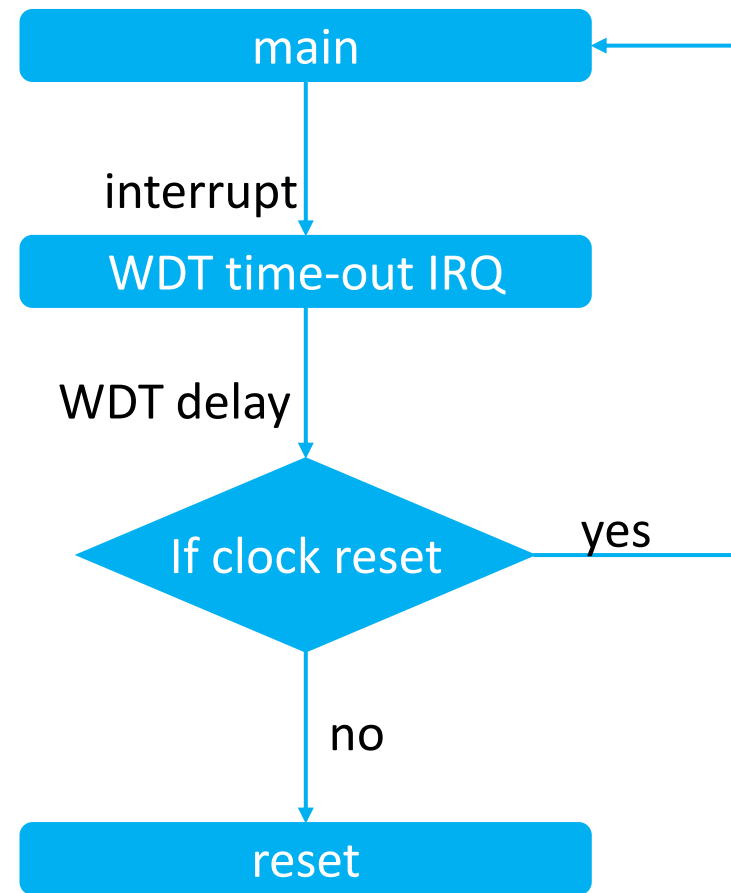 main
interrupt
WDT time-out IRQ
WDT delay
If clock reset
yes
no
reset